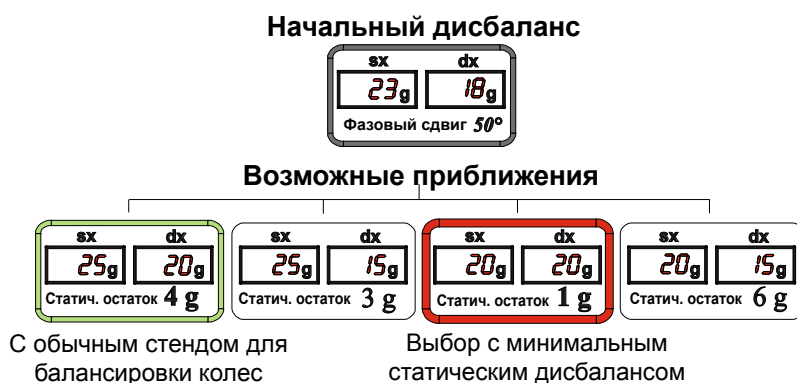 Начальный дисбаланс
sx dx
23g 18g
Фазовый сдвиг 50°
Возможные приближения
sx dx
25g 20g
Статич. остаток 4 g
sx dx
25g 15g
Статич. остаток 3 g
sx dx
20g 20g
Статич. остаток 1 g
sx dx
20g 15g
Статич. остаток 6 g
С обычным стендом для
балансировки колес
Выбор с минимальным
статическим дисбалансом